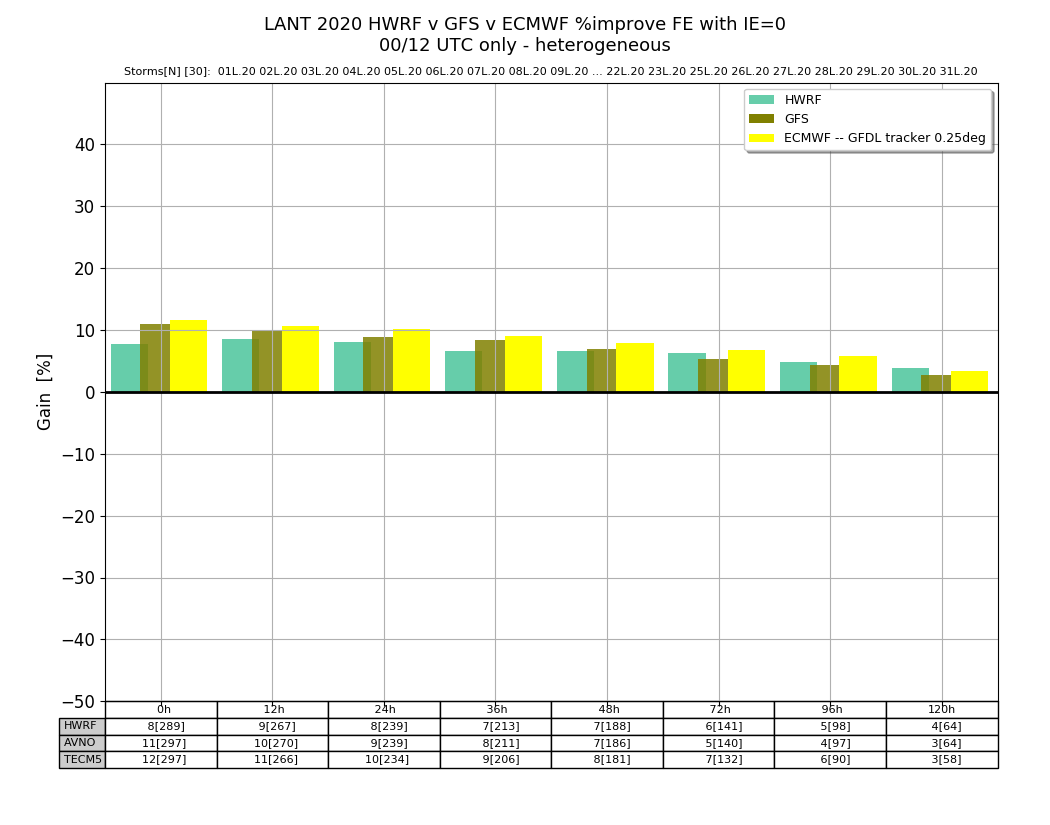 LANT 2020 HWRF v GFS v ECMWF %improve FE with IE=0
00/12 UTC only - heterogeneous
Storms[N] [30]: 01L.20 02L.20 03L.20 04L.20 05L.20 06L.20 07L.20 08L.20 09L.20 ... 22L.20 23L.20 25L.20 26L.20 27L.20 28L.20 29L.20 30L.20 31L.20
HWRF
GFS
ECMWF -- GFDL tracker 0.25deg
40
30
20
10
0
−10
−20
−30
−40
−50
Gain [%]
0h 12h 24h 36h 48h 72h 96h 120h
HWRF 8[289] 9[267] 8[239] 7[213] 7[188] 6[141] 5[98] 4[64]
AVNO 11[297] 10[270] 9[239] 8[211] 7[186] 5[140] 4[97] 3[64]
TECM5 12[297] 11[266] 10[234] 9[206] 8[181] 7[132] 6[90] 3[58]